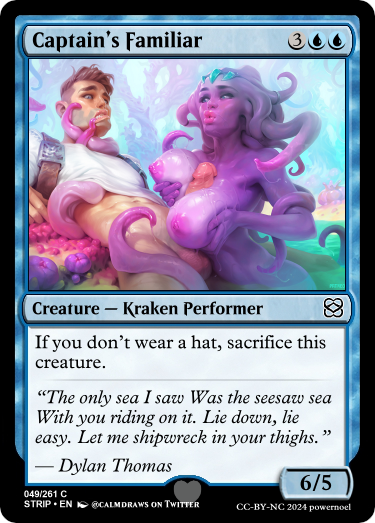 Captain's Familiar 3
Creature — Kraken Performer
If you don't wear a hat, sacrifice this
creature.
"The only sea I saw Was the seesaw sea
With you riding on it. Lie down, lie
easy. Let me shipwreck in your thighs."
— Dylan Thomas
6/5
049/261 C
STRIP • EN @CALMDRAWS ON TWITTER
CC-BY-NC 2024 powernoel